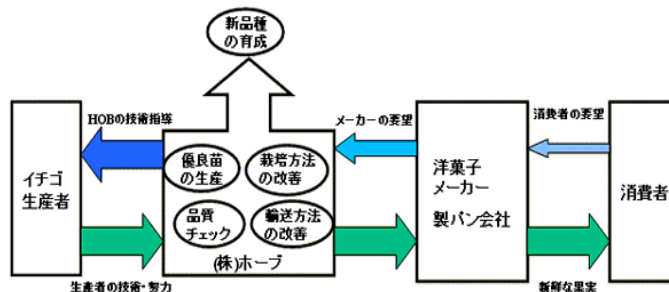 新品種
の育成
HOBの技術指導
メーカーの要望
消費者の要望
イチゴ
生産者
優良苗
の生産
栽培方法
の改善
品質
チェック
輸送方法
の改善
(株)ホーブ
洋菓子
メーカー
製パン会社
消費者
生産者の技術・努力
新鮮な果実